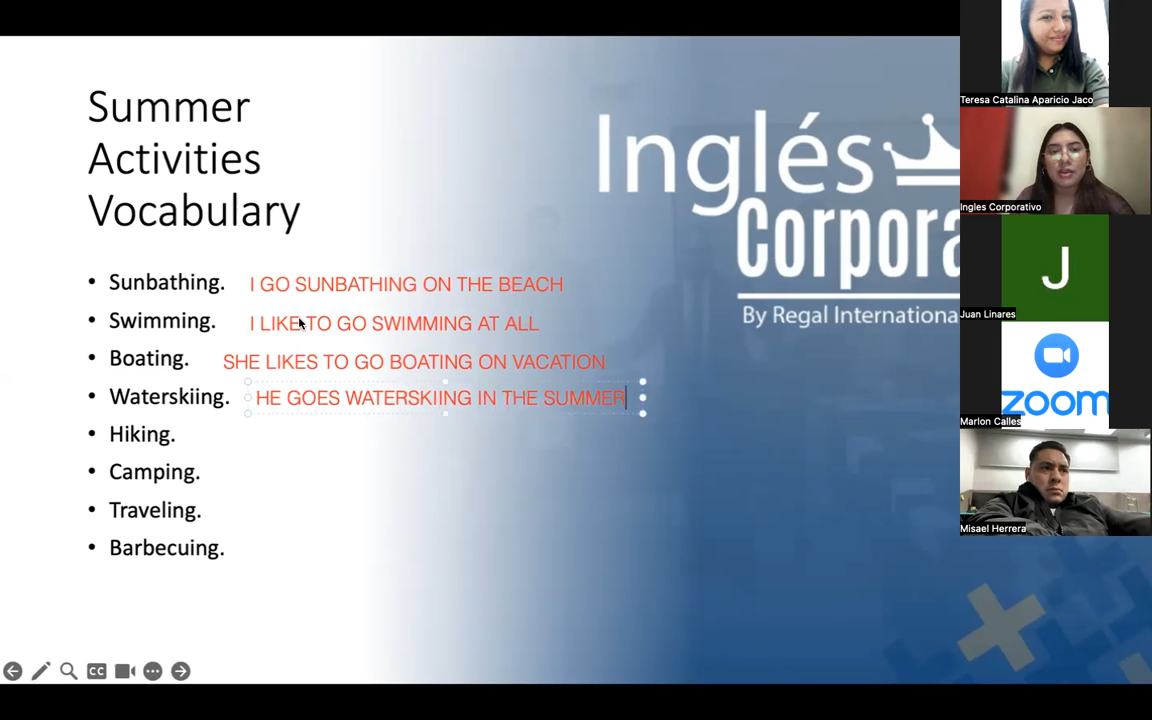 Summer
Activities
Vocabulary
• Sunbathing. I GO SUNBATHING ON THE BEACH
• Swimming. I LIKE TO GO SWIMMING AT ALL
• Boating. SHE LIKES TO GO BOATING ON VACATION
• Waterskiing. HE GOES WATERSKIING IN THE SUMMER
• Hiking.
• Camping.
• Traveling.
• Barbecuing.
Inglés
Corpora
By Regal Internationa
CC
Teresa Catalina Aparicio Jaco
Ingles Corporativo
J
Juan Linares
zoom
Marlon Calles
Misael Herrera